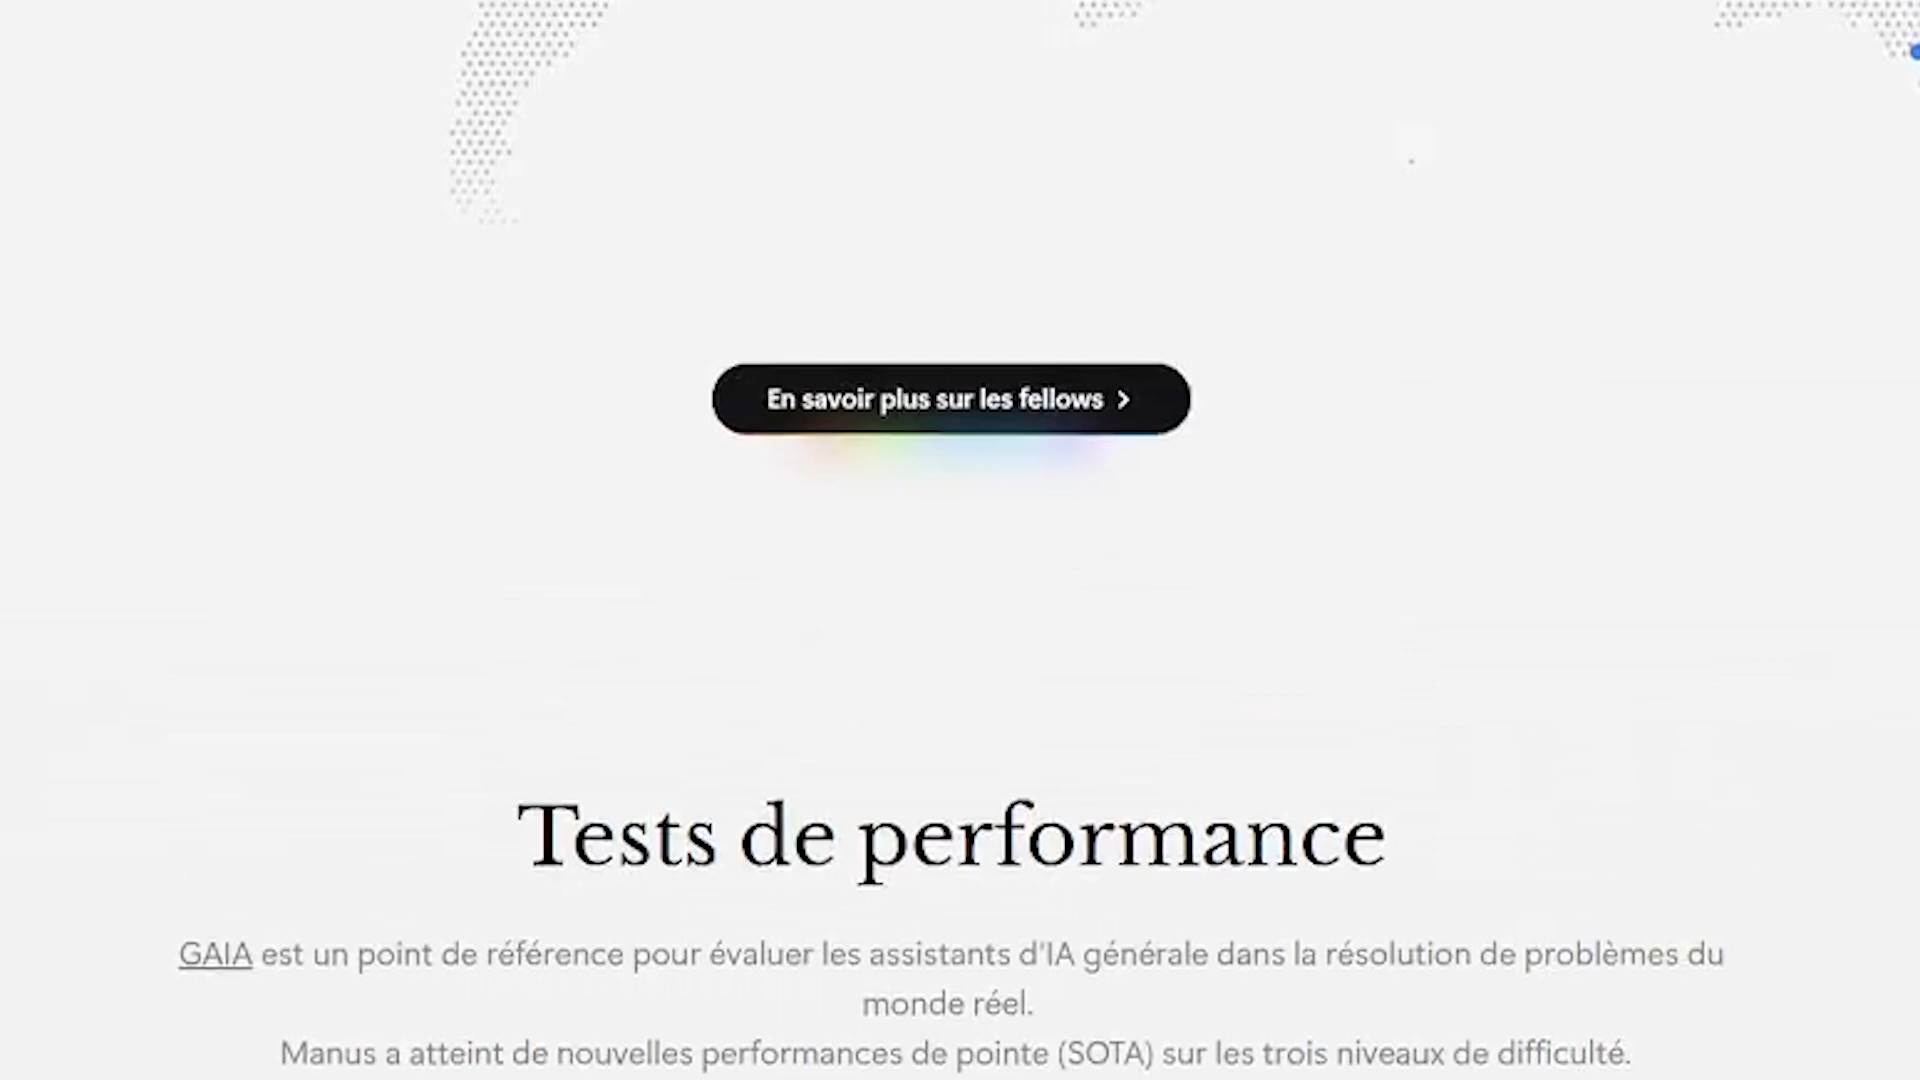 En savoir plus sur les fellows
Tests de performance
GAIA est un point de référence pour évaluer les assistants d'IA générale dans la résolution de problèmes du
monde réel.
Manus a atteint de nouvelles performances de pointe (SOTA) sur les trois niveaux de difficulté.